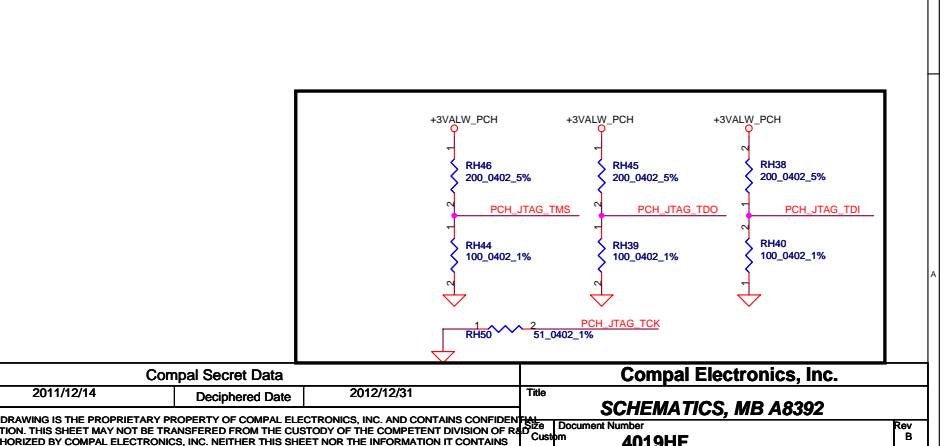 +3VALW_PCH +3VALW_PCH +3VALW_PCH
1 1 2
RH46 RH45 RH38
200_0402_5% 200_0402_5% 200_0402_5%
2 2 1
PCH_JTAG_TMS PCH_JTAG_TDO PCH_JTAG_TDI
1 1 2
RH44 RH39 RH40
100_0402_1% 100_0402_1% 100_0402_1%
2 2 1
A
1 2 PCH_JTAG_TCK
RH50 51_0402_1%
Compal Secret Data
2011/12/14 Deciphered Date 2012/12/31
DRAWING IS THE PROPRIETARY PROPERTY OF COMPAL ELECTRONICS, INC. AND CONTAINS CONFIDENTIAL
TION. THIS SHEET MAY NOT BE TRANSFERED FROM THE CUSTODY OF THE COMPETENT DIVISION OF R&D
HORIZED BY COMPAL ELECTRONICS, INC. NEITHER THIS SHEET NOR THE INFORMATION IT CONTAINS
Compal Electronics, Inc.
Title
SCHEMATICS, MB A8392
Size Document Number Rev
Custom 4019HF B